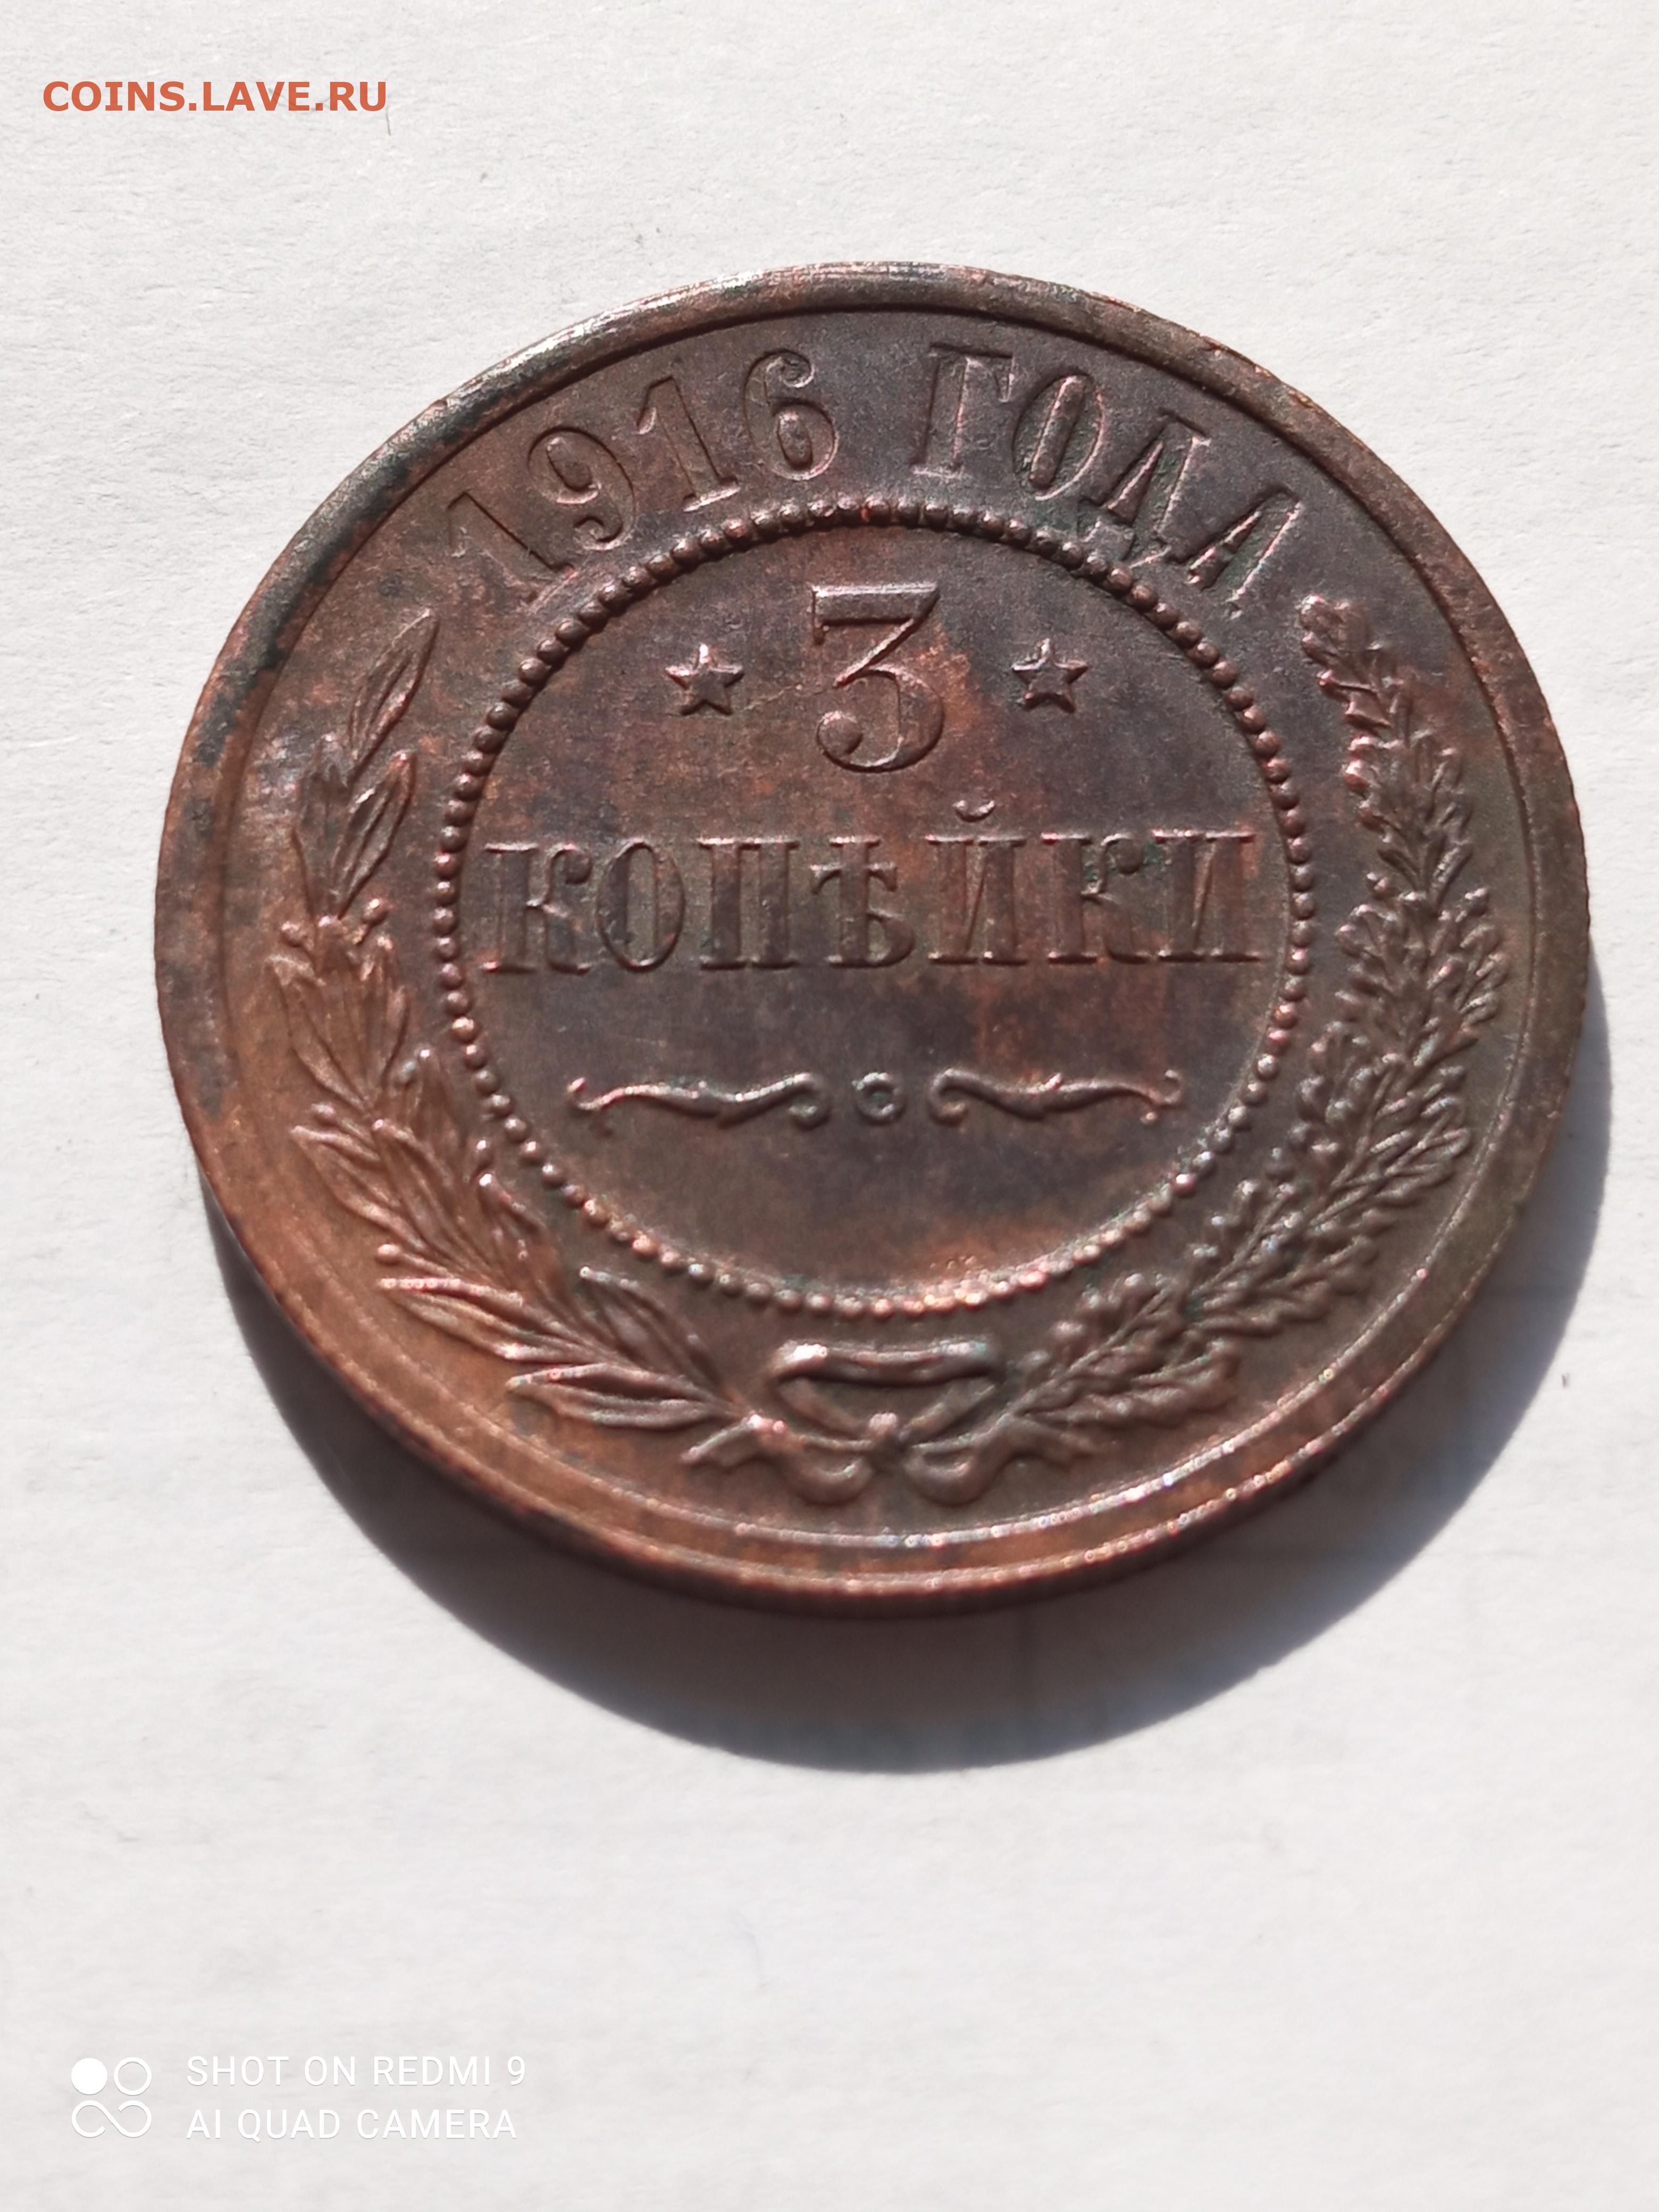 COINS.LAVE.RU
1916 ГОДА
3
КОПѢЙКИ
SHOT ON REDMI 9
AI QUAD CAMERA